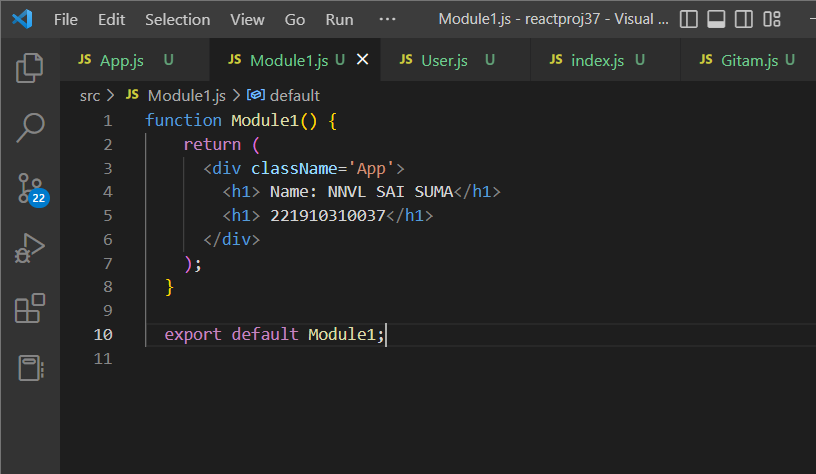 File Edit Selection View Go Run ··· Module1.js - reactproj37 - Visual ...
JS App.js U JS Module1.js U JS User.js U JS index.js U JS Gitam.js U
src > JS Module1.js > default
1 function Module1() {
2 return (
3 <div className='App'>
4 <h1> Name: NNVL SAI SUMA</h1>
5 <h1> 221910310037</h1>
6 </div>
7 );
8 }
9
10 export default Module1;
11
22